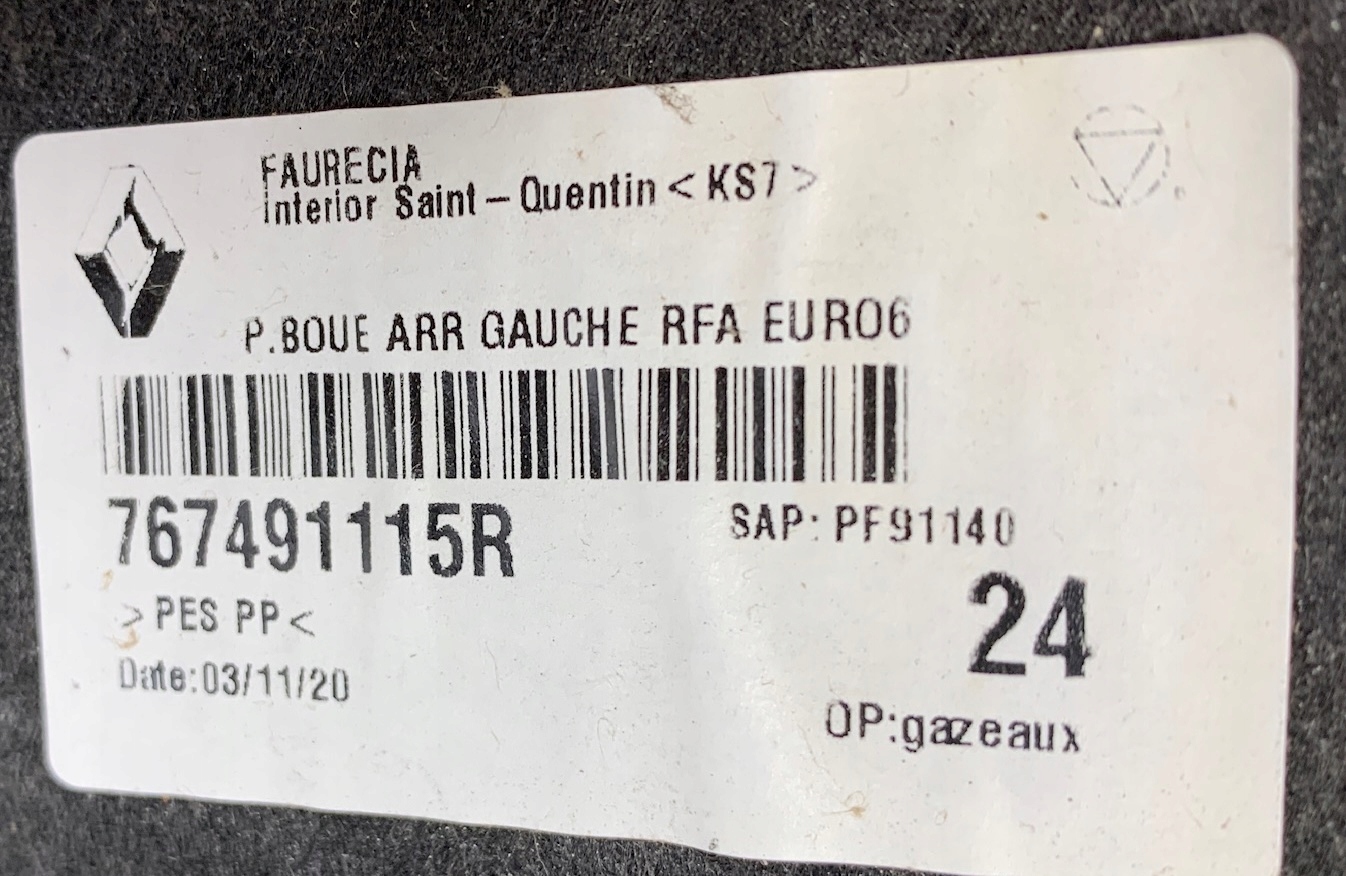 FAURECIA
Interior Saint-Quentin <KS7>
P.BOUE ARR GAUCHE RFA EURO6
767491115R
SAP: PF91140
>PES PP<
24
Date:03/11/20
OP:gazeaux